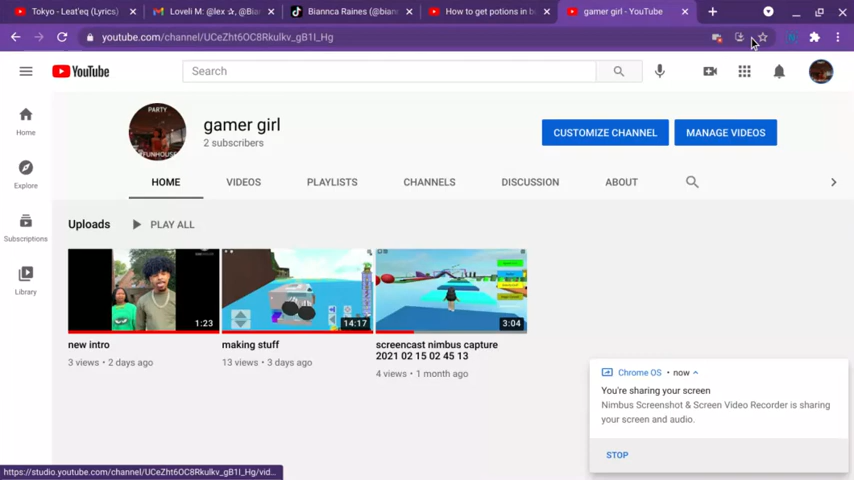 Tokyo - Leat'eq (Lyrics)
Loveli M: @lex ✰, @Bian
Biannca Raines (@bian
How to get potions in b
gamer girl - YouTube
youtube.com/channel/UCeZht6OC8Rkulkv_gB1I_Hg
YouTube
Search
PARTY
FUNHOUSE
gamer girl
2 subscribers
CUSTOMIZE CHANNEL
MANAGE VIDEOS
Home
Explore
Subscriptions
Library
HOME
VIDEOS
PLAYLISTS
CHANNELS
DISCUSSION
ABOUT
Uploads
PLAY ALL
1:23
14:17
3:04
new intro
3 views • 2 days ago
making stuff
13 views • 3 days ago
screencast nimbus capture
2021 02 15 02 45 13
4 views • 1 month ago
Chrome OS • now
You're sharing your screen
Nimbus Screenshot & Screen Video Recorder is sharing
your screen and audio.
STOP
https://studio.youtube.com/channel/UCeZht6OC8Rkulkv_gB1I_Hg/vid...